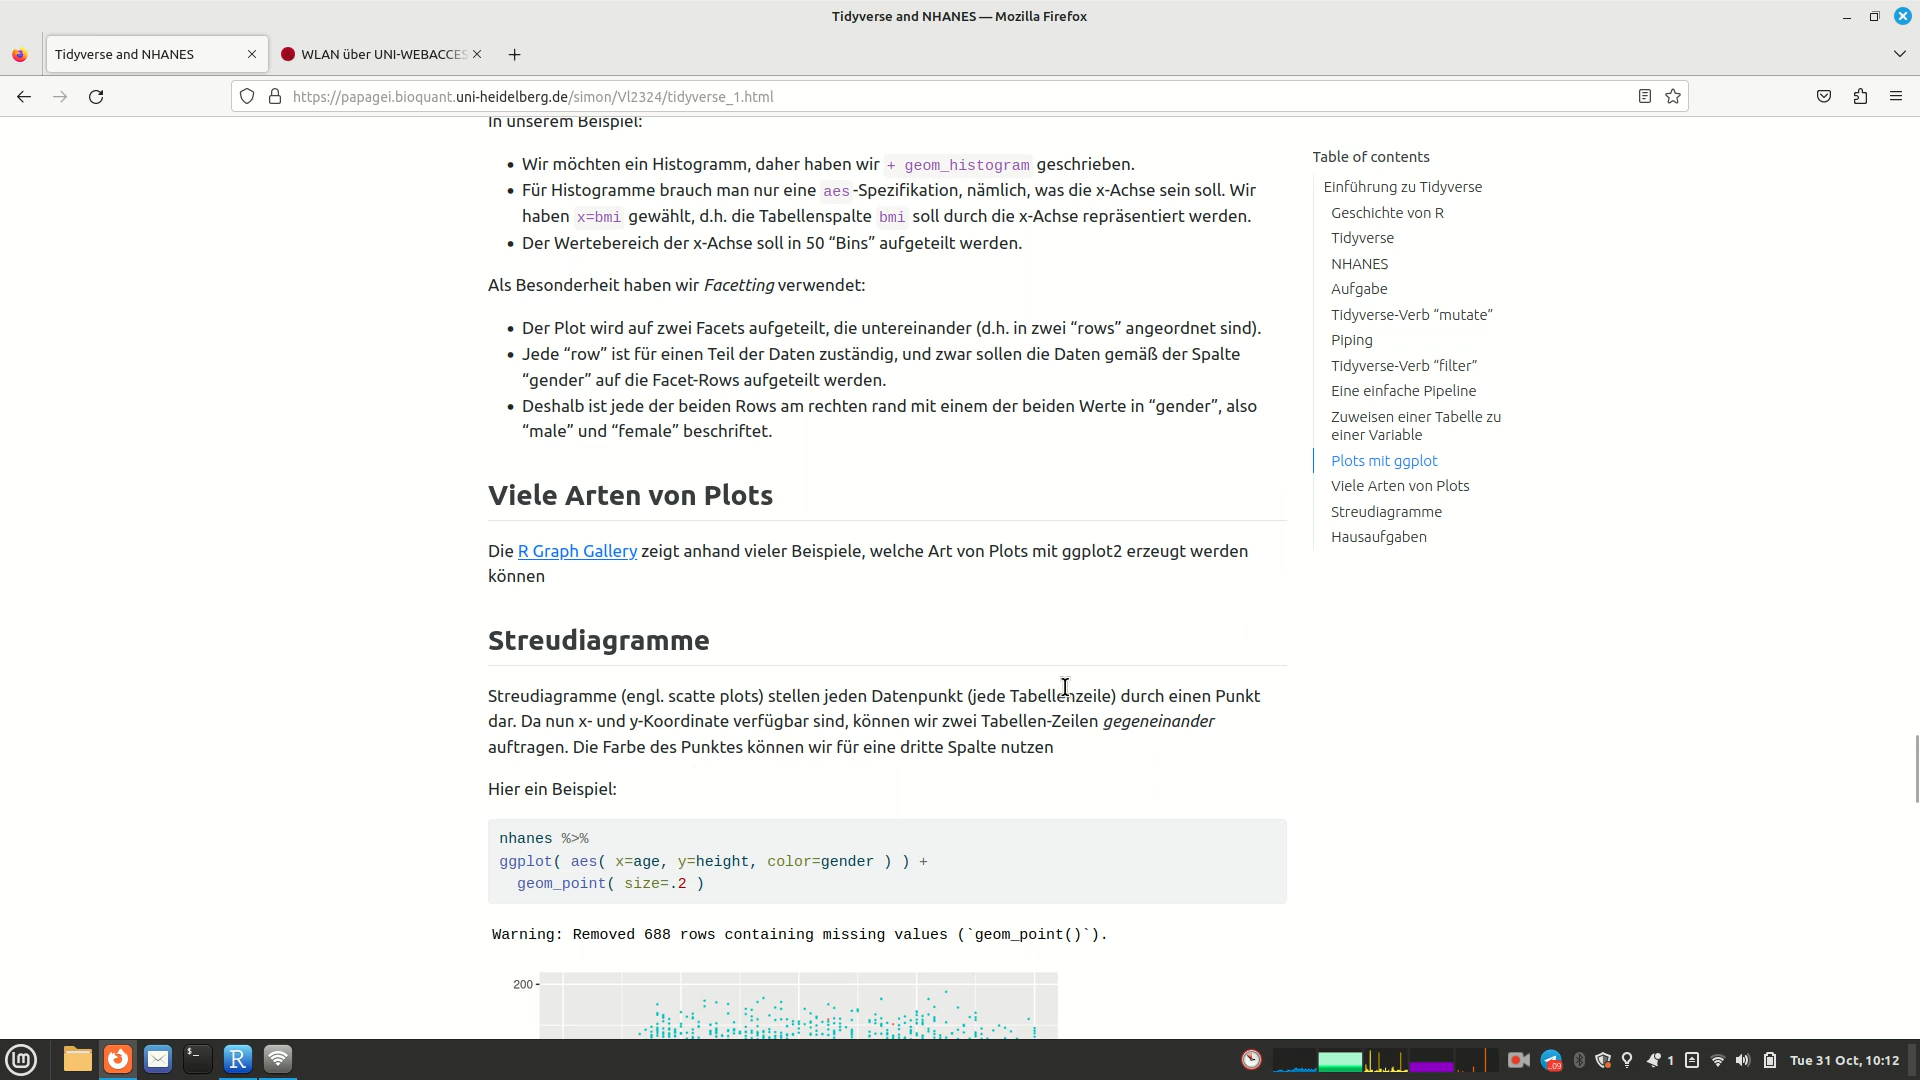 Tidyverse and NHANES — Mozilla Firefox
Tidyverse and NHANES
WLAN über UNI-WEBACCES
https://papagei.bioquant.uni-heidelberg.de/simon/Vl2324/tidyverse_1.html
In unserem Beispiel:
• Wir möchten ein Histogramm, daher haben wir + geom_histogram geschrieben.
• Für Histogramme brauch man nur eine aes-Spezifikation, nämlich, was die x-Achse sein soll. Wir
haben x=bmi gewählt, d.h. die Tabellenspalte bmi soll durch die x-Achse repräsentiert werden.
• Der Wertebereich der x-Achse soll in 50 “Bins” aufgeteilt werden.
Als Besonderheit haben wir Facetting verwendet:
• Der Plot wird auf zwei Facets aufgeteilt, die untereinander (d.h. in zwei “rows” angeordnet sind).
• Jede “row” ist für einen Teil der Daten zuständig, und zwar sollen die Daten gemäß der Spalte
“gender” auf die Facet-Rows aufgeteilt werden.
• Deshalb ist jede der beiden Rows am rechten rand mit einem der beiden Werte in “gender”, also
“male” und “female” beschriftet.
Viele Arten von Plots
Die R Graph Gallery zeigt anhand vieler Beispiele, welche Art von Plots mit ggplot2 erzeugt werden
können
Streudiagramme
Streudiagramme (engl. scatte plots) stellen jeden Datenpunkt (jede Tabellenzeile) durch einen Punkt
dar. Da nun x- und y-Koordinate verfügbar sind, können wir zwei Tabellen-Zeilen gegeneinander
auftragen. Die Farbe des Punktes können wir für eine dritte Spalte nutzen
Hier ein Beispiel:
nhanes %>%
ggplot( aes( x=age, y=height, color=gender ) ) +
geom_point( size=.2 )
Warning: Removed 688 rows containing missing values (`geom_point()`).
200
Table of contents
Einführung zu Tidyverse
Geschichte von R
Tidyverse
NHANES
Aufgabe
Tidyverse-Verb “mutate”
Piping
Tidyverse-Verb “filter”
Eine einfache Pipeline
Zuweisen einer Tabelle zu
einer Variable
Plots mit ggplot
Viele Arten von Plots
Streudiagramme
Hausaufgaben
lm
$_
R
.09
1
Tue 31 Oct, 10:12